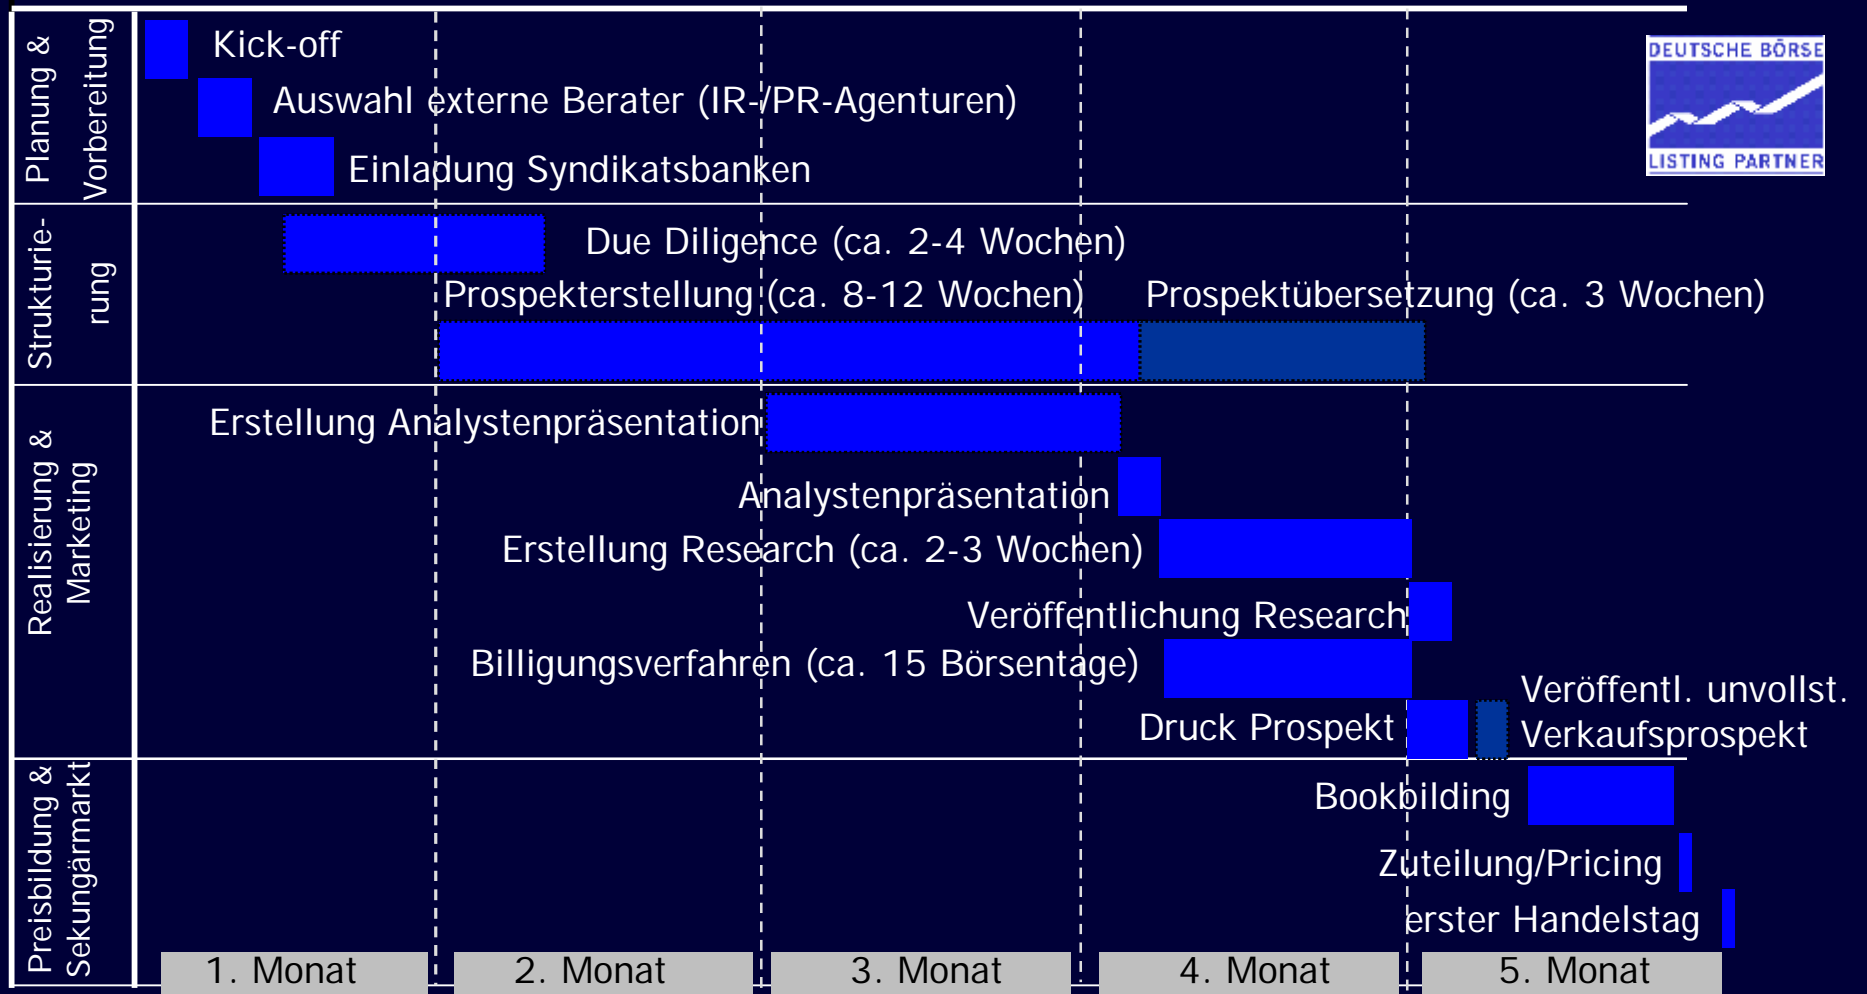 Planung &
Vorbereitung
Kick-off
Auswahl externe Berater (IR-/PR-Agenturen)
Einladung Syndikatsbanken
DEUTSCHE BÖRSE
LISTING PARTNER
Strukturie-
rung
Due Diligence (ca. 2-4 Wochen)
Prospekterstellung (ca. 8-12 Wochen)
Prospektübersetzung (ca. 3 Wochen)
Realisierung &
Marketing
Erstellung Analystenpräsentation
Analystenpräsentation
Erstellung Research (ca. 2-3 Wochen)
Veröffentlichung Research
Billigungsverfahren (ca. 15 Börsentage)
Druck Prospekt
Veröffentl. unvollst.
Verkaufsprospekt
Preisbildung &
Sekungärmarkt
Bookbilding
Zuteilung/Pricing
erster Handelstag
1. Monat
2. Monat
3. Monat
4. Monat
5. Monat